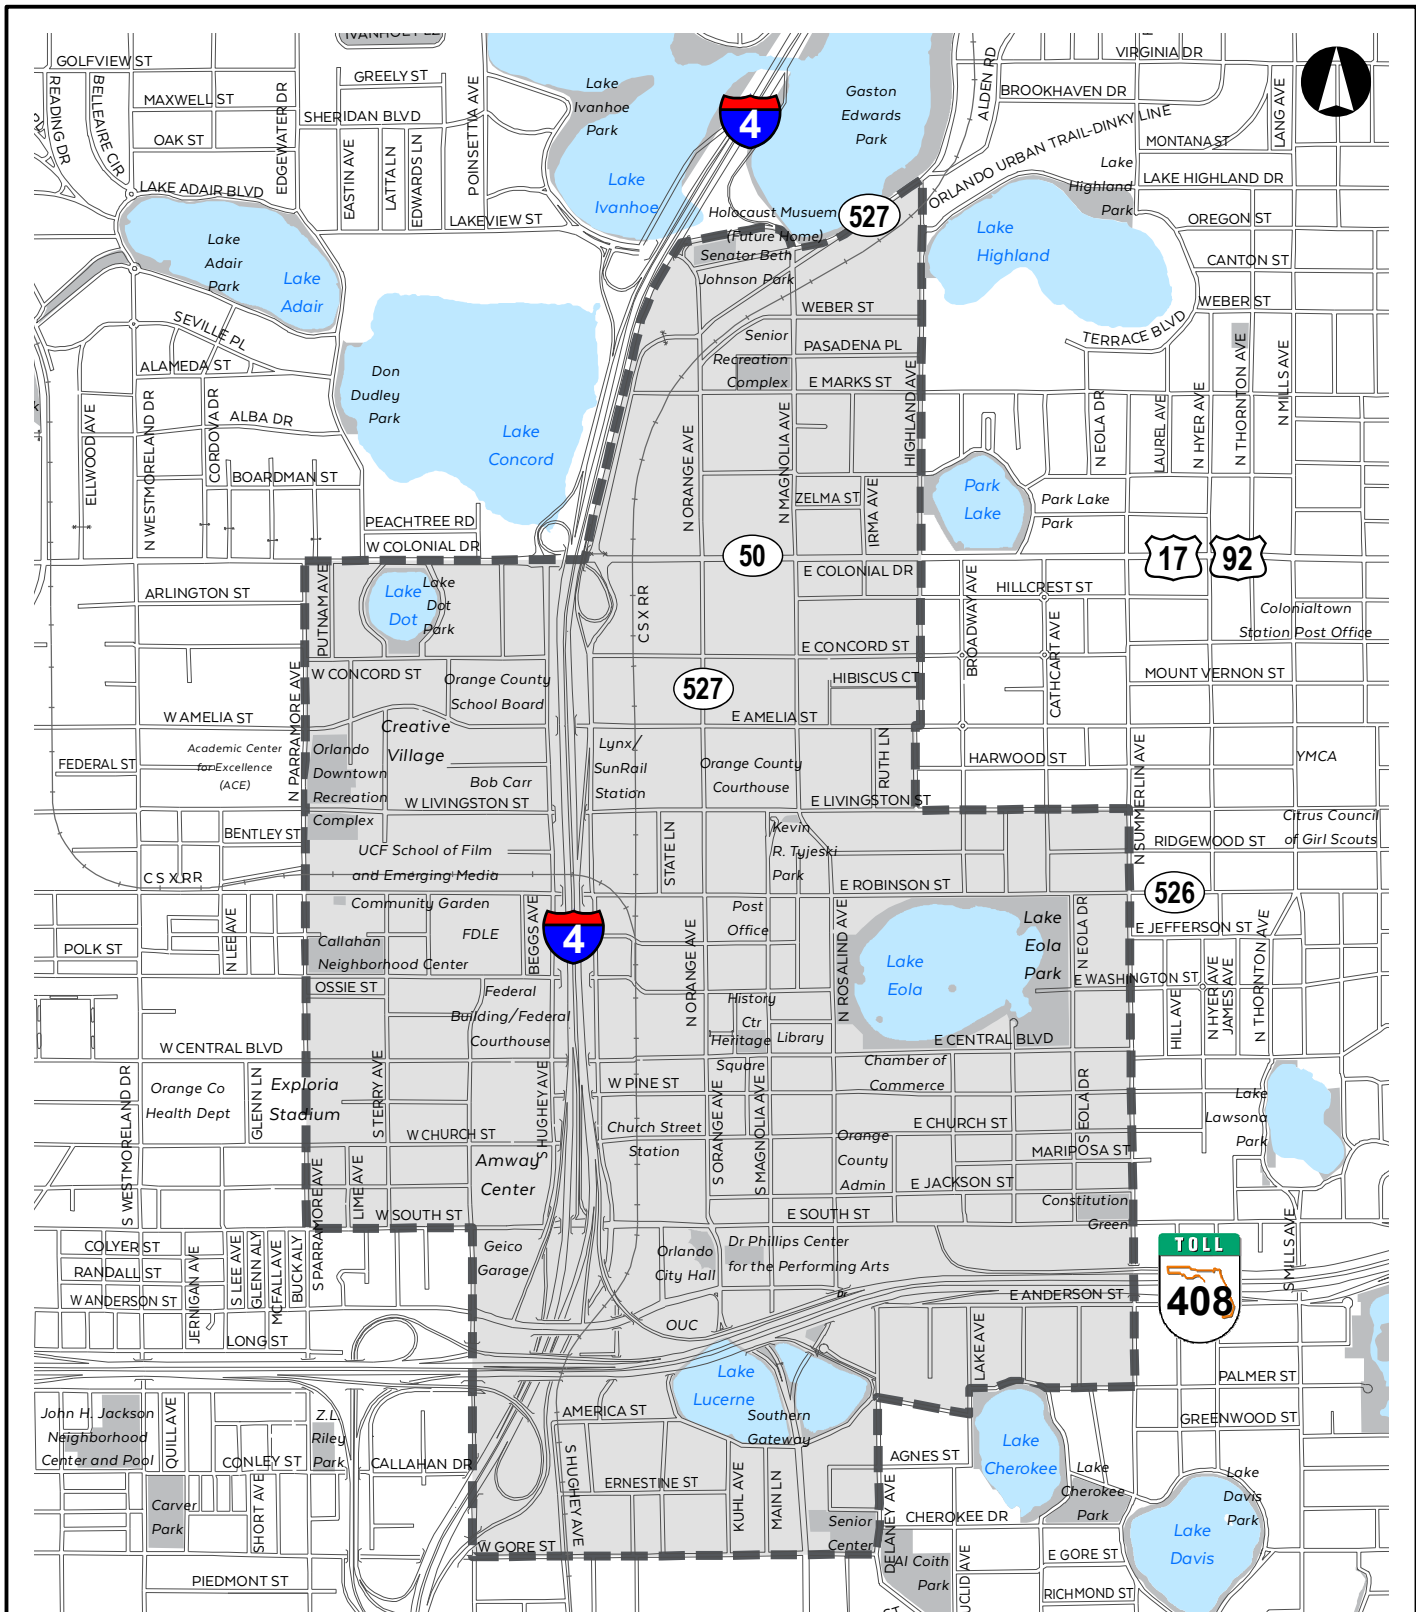 IVANHOE PLZ
GOLFVIEW ST
READING DR
BELLEAIRE CIR
MAXWELL ST
OAK ST
EDGEWATER DR
GREELY ST
SHERIDAN BLVD
POINSETTIA AVE
EASTIN AVE
LATTA LN
EDWARDS LN
LAKEVIEW ST
LAKE ADAIR BLVD
Lake
Ivanhoe
Park
Lake
Ivanhoe
4
Gaston
Edwards
Park
ALDEN RD
VIRGINIA DR
BROOKHAVEN DR
ORLANDO URBAN TRAIL-DINKY LINE
MONTANA ST
LANG AVE
Lake
Highland
Park
LAKE HIGHLAND DR
OREGON ST
CANTON ST
WEBER ST
Lake
Highland
TERRACE BLVD
Holocaust Musuem
(Future Home)
527
Senator Beth
Johnson Park
Lake
Adair
Park
Lake
Adair
SEVILLE PL
ALAMEDA ST
ALBA DR
BOARDMAN ST
ELLWOOD AVE
N WESTMORELAND DR
CORDOVA DR
Don
Dudley
Park
Lake
Concord
PEACHTREE RD
W COLONIAL DR
WEBER ST
Senior
Recreation
Complex
PASADENA PL
E MARKS ST
HIGHLAND AVE
N ORANGE AVE
N MAGNOLIA AVE
ZELMA ST
IRMA AVE
50
E COLONIAL DR
N EOLA DR
LAUREL AVE
N HYER AVE
N THORNTON AVE
N MILLS AVE
Park
Lake
Park Lake
Park
17
92
HILLCREST ST
Colonialtown
Station Post Office
BROADWAY AVE
CATHCART AVE
MOUNT VERNON ST
ARLINGTON ST
PUTNAM AVE
Lake
Dot
Lake
Dot
Park
C S X RR
E CONCORD ST
HIBISCUS CT
527
W CONCORD ST
Orange County
School Board
N PARRAMORE AVE
W AMELIA ST
E AMELIA ST
Creative
Village
Academic Center
for Excellence
(ACE)
FEDERAL ST
Orlando
Downtown
Recreation
Complex
Bob Carr
W LIVINGSTON ST
Lynx/
SunRail
Station
Orange County
Courthouse
RUTH LN
E LIVINGSTON ST
HARWOOD ST
N SUMMERLIN AVE
YMCA
Citrus Council
of Girl Scouts
RIDGEWOOD ST
BENTLEY ST
UCF School of Film
and Emerging Media
C S X RR
STATE LN
Kevin
R. Tyjeski
Park
E ROBINSON ST
526
Community Garden
FDLE
BEGGS AVE
4
Post
Office
N ORANGE AVE
N ROSALIND AVE
Lake
Eola
Lake
Eola
Park
N EOLA DR
E JEFFERSON ST
E WASHINGTON ST
HILL AVE
N HYER AVE
JAMES AVE
N THORNTON AVE
POLK ST
N LEE AVE
Callahan
Neighborhood Center
OSSIE ST
Federal
Building/Federal
Courthouse
History
Ctr
Heritage
Square
Library
E CENTRAL BLVD
W CENTRAL BLVD
S WESTMORELAND DR
Orange Co
Health Dept
GLENN LN
Exploria
Stadium
S TERRY AVE
S HUGHEY AVE
W PINE ST
Chamber of
Commerce
S ORANGE AVE
S MAGNOLIA AVE
S EOLA DR
W CHURCH ST
Church Street
Station
E CHURCH ST
Orange
County
Admin
MARIPOSA ST
Lake
Lawsona
Park
Amway
Center
S PARRAMORE AVE
LIME AVE
W SOUTH ST
E JACKSON ST
E SOUTH ST
Constitution
Green
COLYER ST
RANDALL ST
W ANDERSON ST
JERNIGAN AVE
S LEE AVE
GLENN ALY
MCFALL AVE
BUCK ALY
LONG ST
Geico
Garage
Orlando
City Hall
Dr Phillips Center
for the Performing Arts
Dr
E ANDERSON ST
TOLL
408
S MILLS AVE
OUC
LAKE AVE
PALMER ST
Lake
Lucerne
Southern
Gateway
AMERICA ST
GREENWOOD ST
John H. Jackson
Neighborhood
Center and Pool
QUILL AVE
Z.L.
Riley
Park
CONLEY ST
CALLAHAN DR
SHORT AVE
Carver
Park
S HUGHEY AVE
ERNESTINE ST
KUHL AVE
MAIN LN
AGNES ST
Lake
Cherokee
Lake
Cherokee
Park
Lake
Davis
Park
Lake
Davis
DELANEY AVE
CHEROKEE DR
Senior
Center
W GORE ST
E GORE ST
Al Coith
Park
RICHMOND ST
PIEDMONT ST